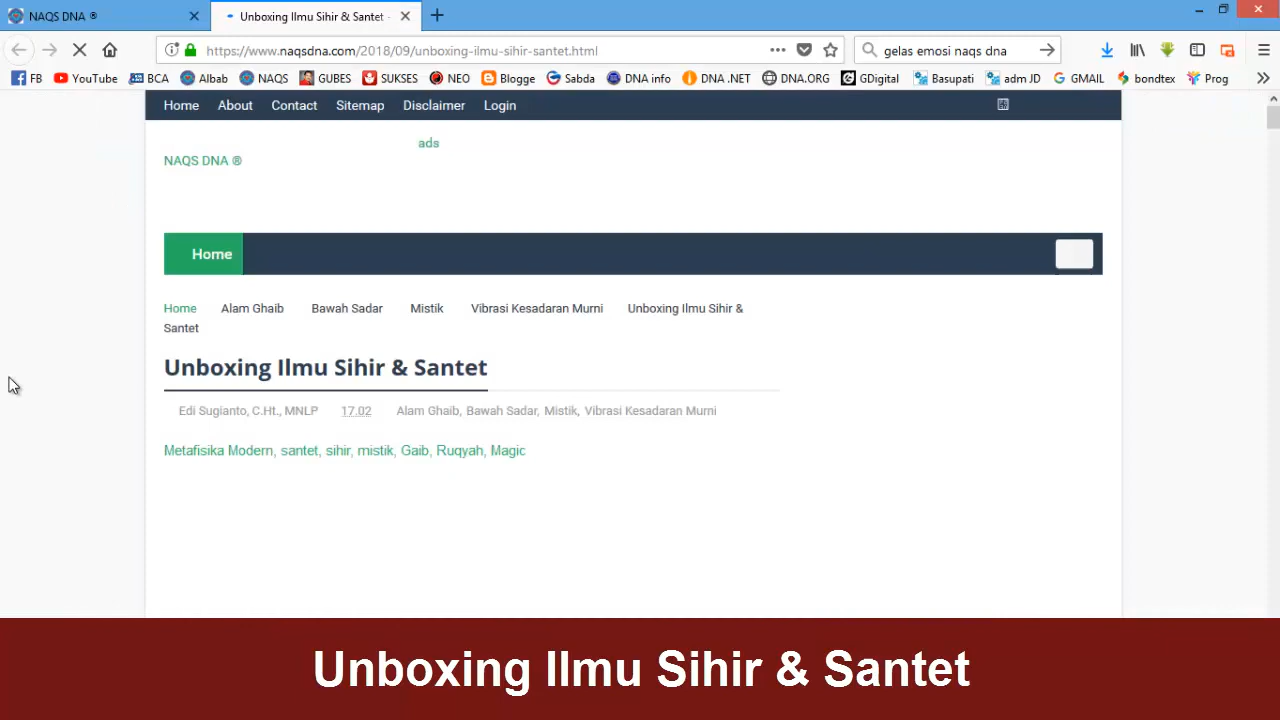 NAQS DNA ®
Unboxing Ilmu Sihir & Santet -
https://www.naqsdna.com/2018/09/unboxing-ilmu-sihir-santet.html
gelas emosi naqs dna
FB YouTube BCA Albab NAQS GUBES SUKSES NEO Blogge Sabda DNA info DNA .NET DNA.ORG GDigital Basupati adm JD GMAIL bondtex Prog
Home About Contact Sitemap Disclaimer Login
ads
NAQS DNA ®
Home
Home Alam Ghaib Bawah Sadar Mistik Vibrasi Kesadaran Murni Unboxing Ilmu Sihir &
Santet
Unboxing Ilmu Sihir & Santet
Edi Sugianto, C.Ht., MNLP 17.02 Alam Ghaib, Bawah Sadar, Mistik, Vibrasi Kesadaran Murni
Metafisika Modern, santet, sihir, mistik, Gaib, Ruqyah, Magic
Unboxing Ilmu Sihir & Santet